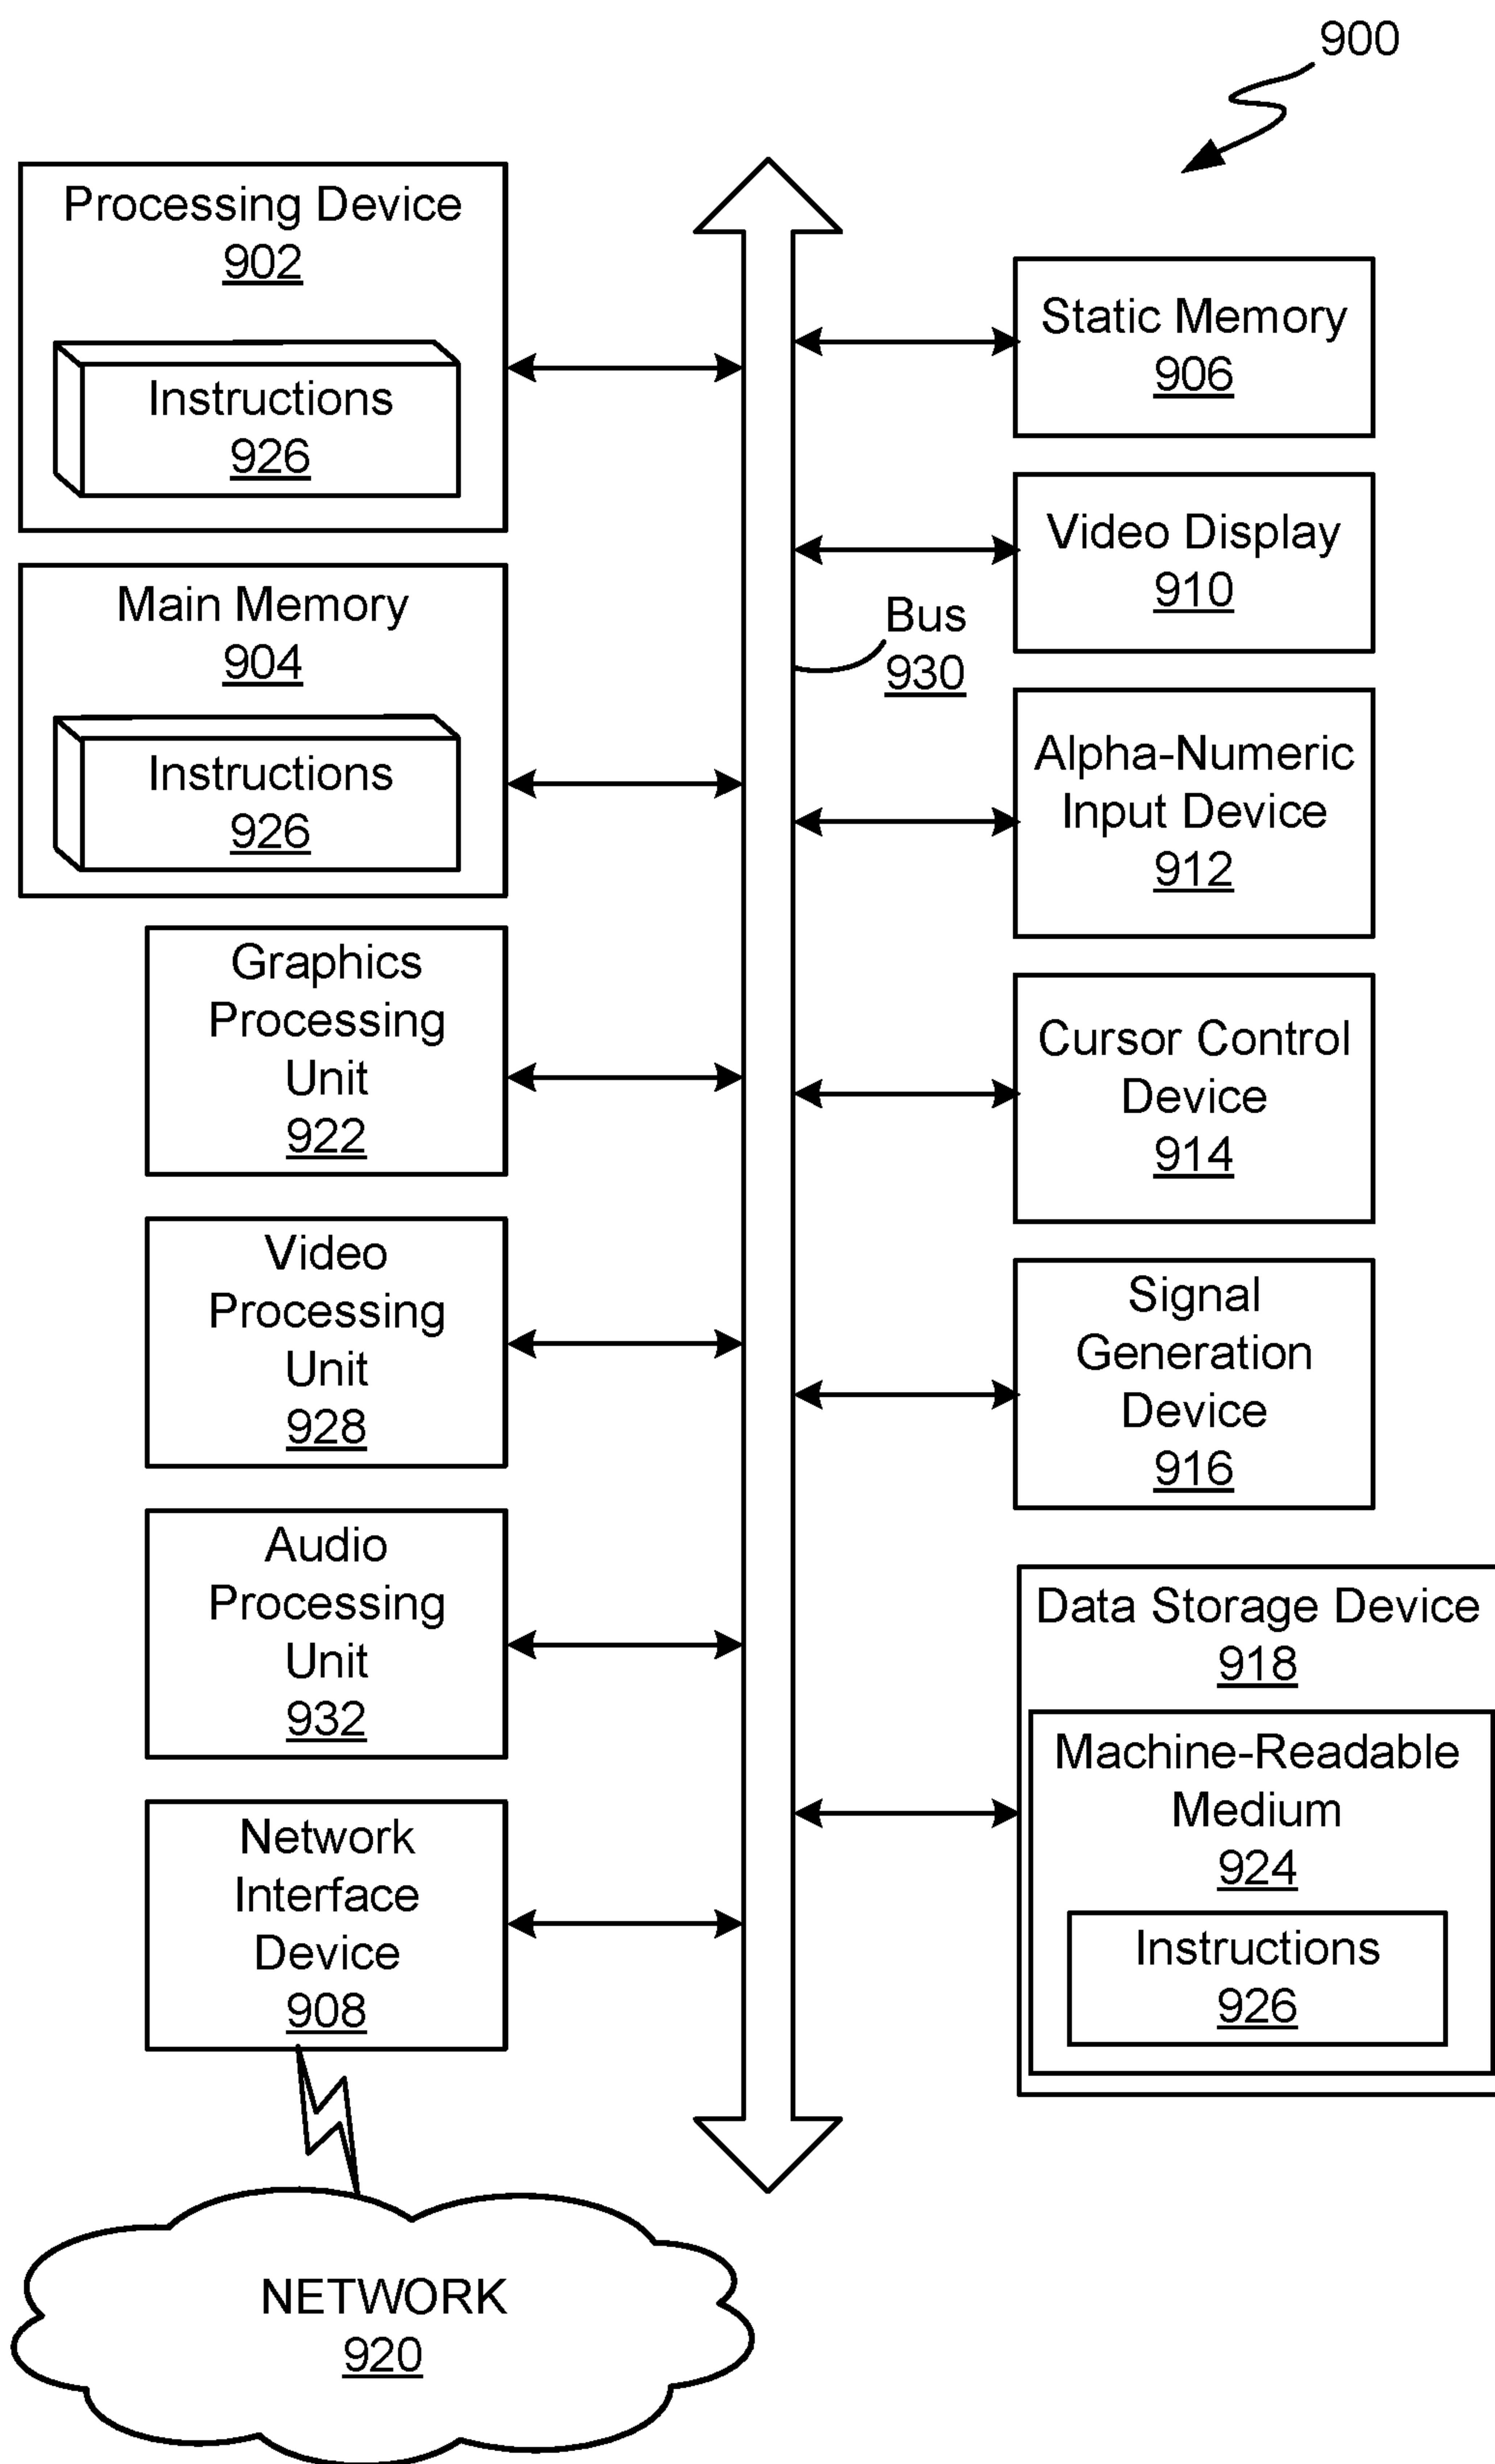 900
Processing Device
902
Instructions
926
Main Memory
904
Instructions
926
Graphics
Processing
Unit
922
Video
Processing
Unit
928
Audio
Processing
Unit
932
Network
Interface
Device
908
NETWORK
920
Bus
930
Static Memory
906
Video Display
910
Alpha-Numeric
Input Device
912
Cursor Control
Device
914
Signal
Generation
Device
916
Data Storage Device
918
Machine-Readable
Medium
924
Instructions
926